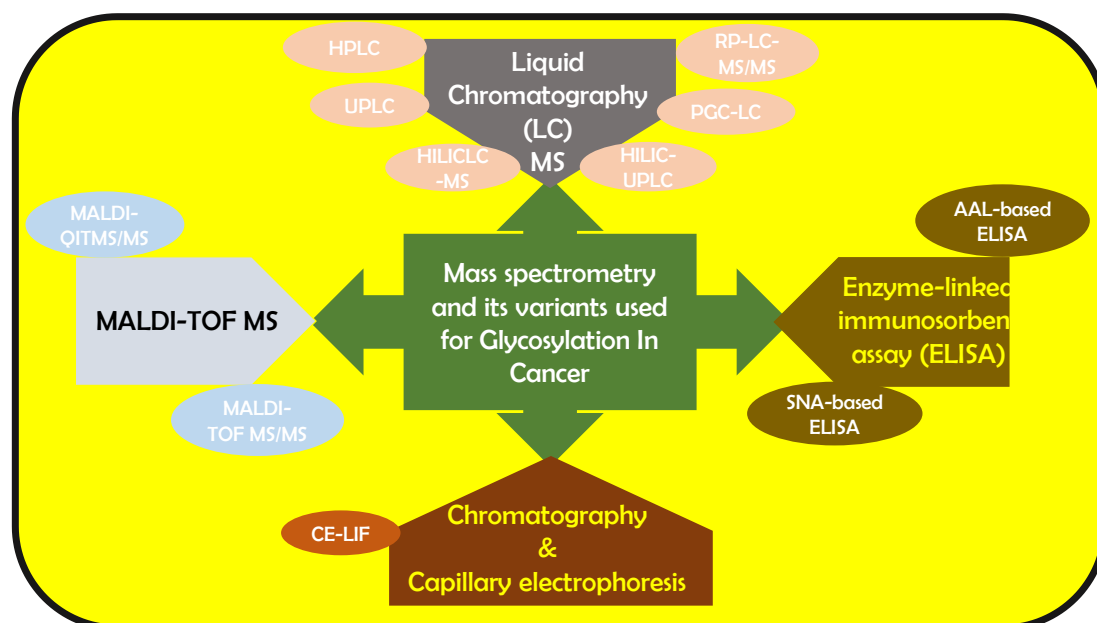 HPLC
UPLC
HILICLC
-MS
Liquid
Chromatography
(LC)
MS
RP-LC-
MS/MS
PGC-LC
HILIC-
UPLC
MALDI-
QITMS/MS
MALDI-TOF MS
MALDI-
TOF MS/MS
Mass spectrometry
and its variants used
for Glycosylation In
Cancer
AAL-based
ELISA
Enzyme-linked
immunosorben
assay (ELISA)
SNA-based
ELISA
CE-LIF
Chromatography
&
Capillary electrophoresis